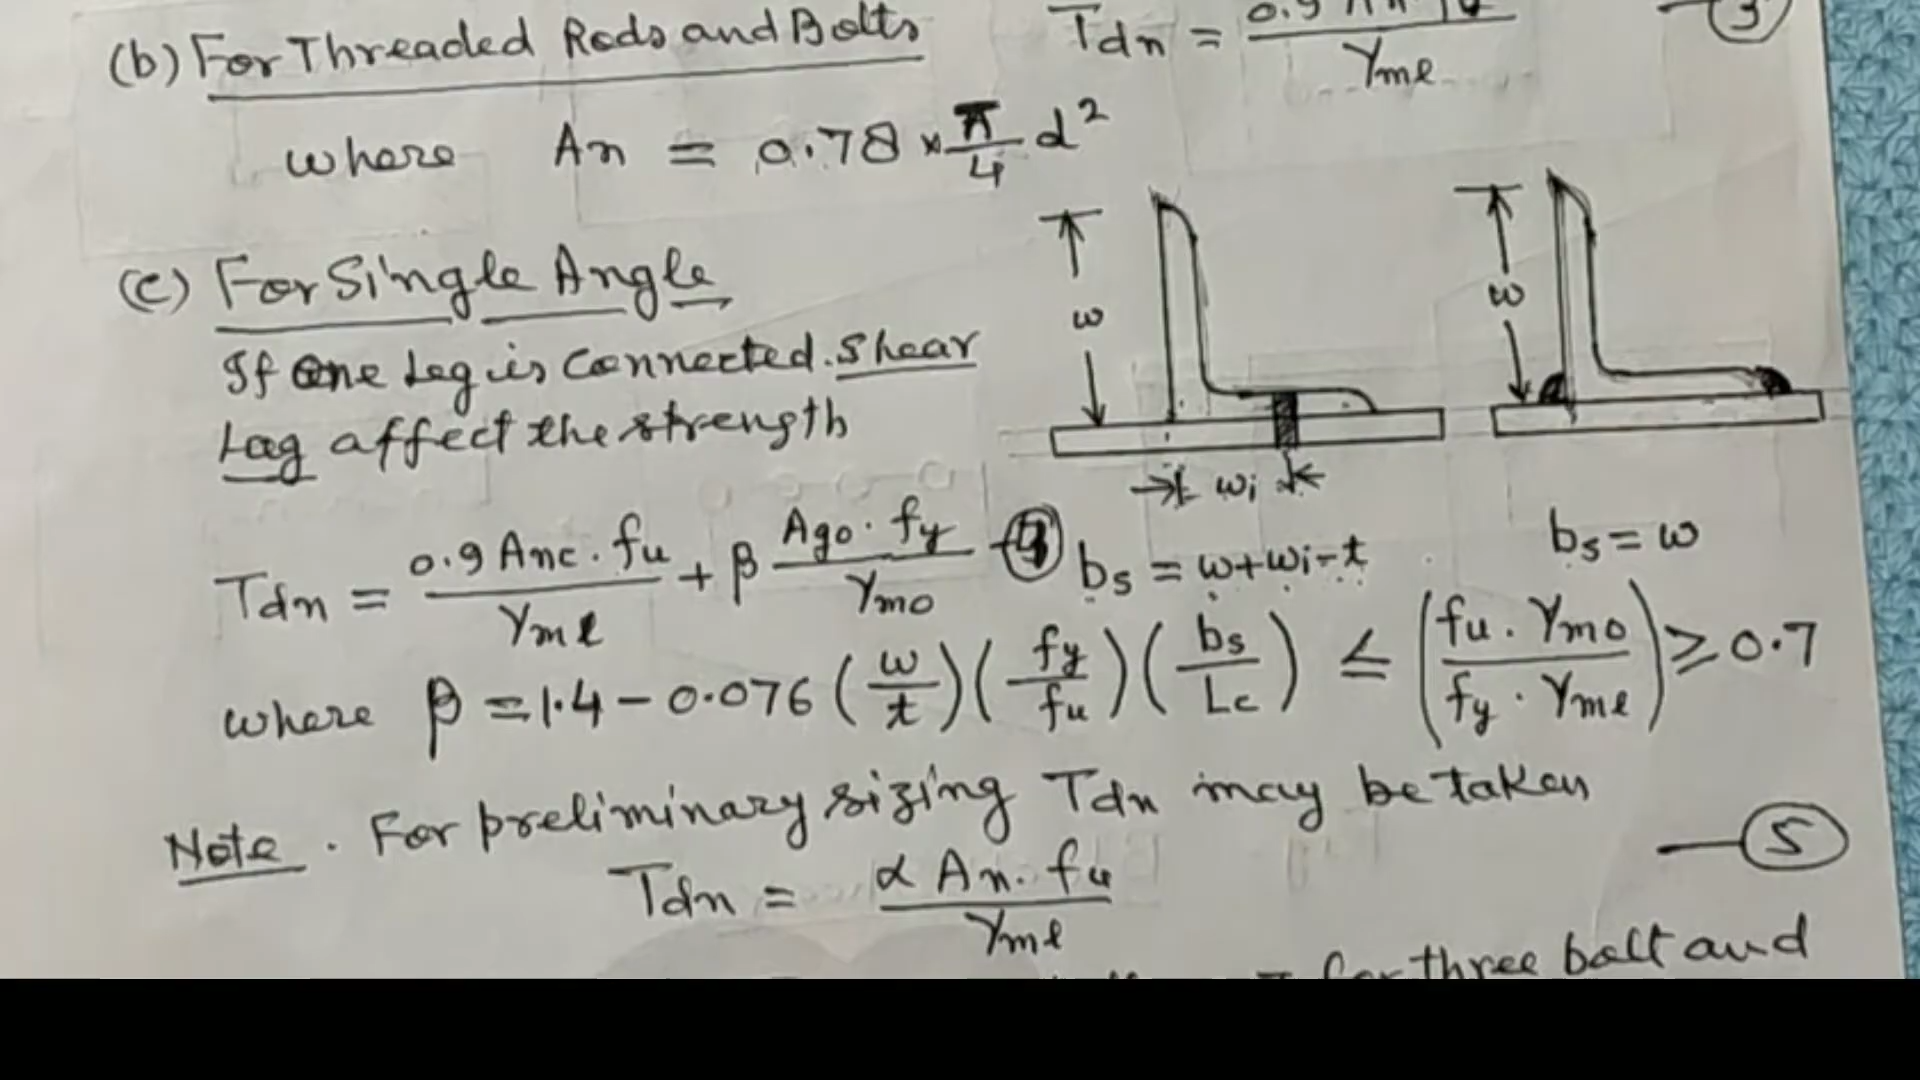 (b) For Threaded Rods and Bolts Tdn = 0.9 An fu / γml —(3)
where An = 0.78 × π/4 d²
(c) For Single Angle
If one Leg is Connected. Shear
Lag affect the strength
w w
wi
Tdn = 0.9 Anc. fu / γml + β Ago. fy / γmo —(4) bs = w+wi-t bs = w
where β = 1.4 - 0.076 (w/t) (fy/fu) (bs/Lc) ≤ (fu. γmo / fy. γml) ≥ 0.7
Note. For preliminary sizing Tdn may be taken
Tdn = α An. fu / γml —(5)
for three bolt and